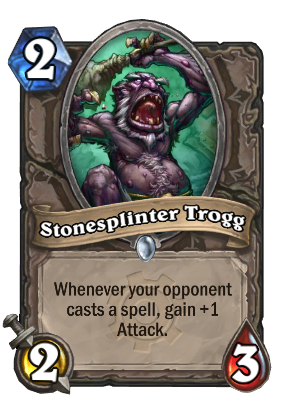 2
Stonesplinter Trogg
Whenever your opponent
casts a spell, gain +1
Attack.
2
3